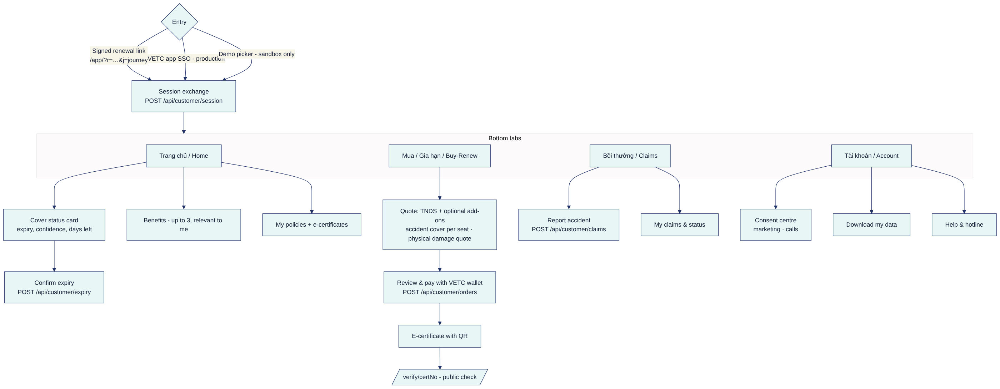 Entry
Signed renewal link
/app/?r=…&j=journey
VETC app SSO - production
Demo picker - sandbox only
Session exchange
POST /api/customer/session
Bottom tabs
Trang chủ / Home
Mua / Gia hạn / Buy-Renew
Bồi thường / Claims
Tài khoản / Account
Cover status card
expiry, confidence, days left
Benefits - up to 3, relevant to
me
My policies + e-certificates
Quote: TNDS + optional add-
ons
accident cover per seat ·
physical damage quote
Report accident
POST /api/customer/claims
My claims & status
Consent centre
marketing · calls
Download my data
Help & hotline
Confirm expiry
POST /api/customer/expiry
Review & pay with VETC wallet
POST /api/customer/orders
E-certificate with QR
verify/certNo - public check